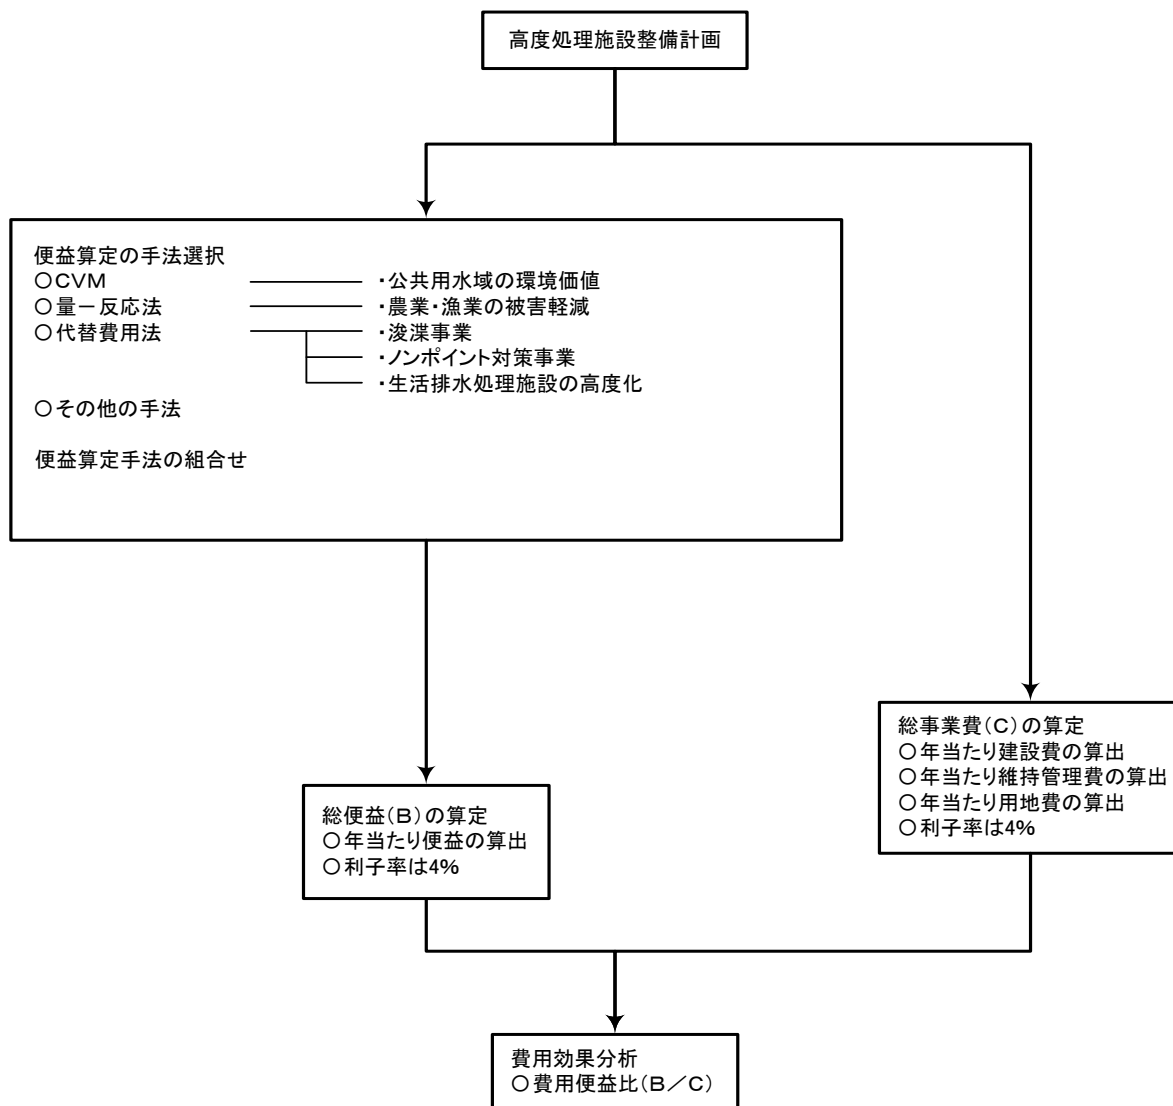 高度処理施設整備計画
便益算定の手法選択
○CVM ・公共用水域の環境価値
○量－反応法 ・農業・漁業の被害軽減
○代替費用法 ・浚渫事業
・ノンポイント対策事業
・生活排水処理施設の高度化
○その他の手法
便益算定手法の組合せ
総事業費（C）の算定
○年当たり建設費の算出
○年当たり維持管理費の算出
○年当たり用地費の算出
○利子率は4%
総便益（B）の算定
○年当たり便益の算出
○利子率は4%
費用効果分析
○費用便益比（B／C）